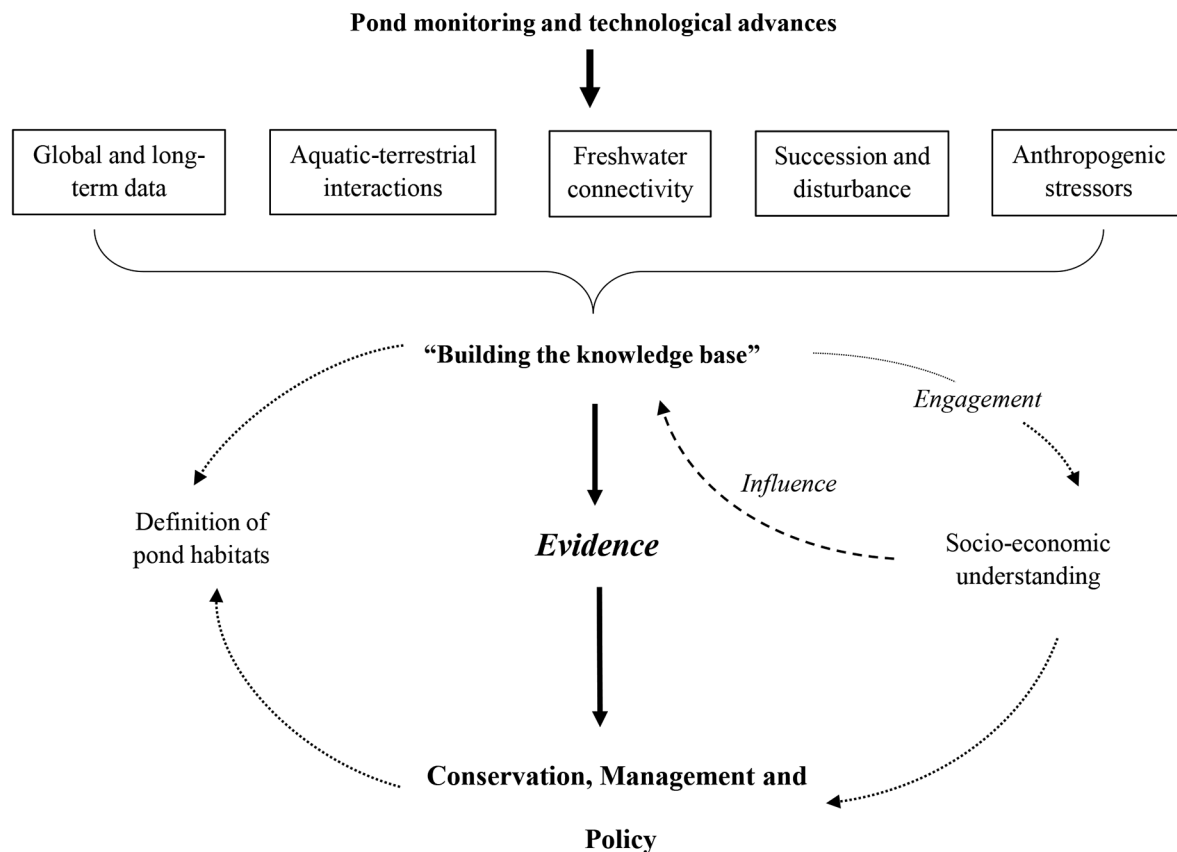 Pond monitoring and technological advances
Global and long-
term data
Aquatic-terrestrial
interactions
Freshwater
connectivity
Succession and
disturbance
Anthropogenic
stressors
“Building the knowledge base”
Engagement
Influence
Definition of
pond habitats
Evidence
Socio-economic
understanding
Conservation, Management and
Policy